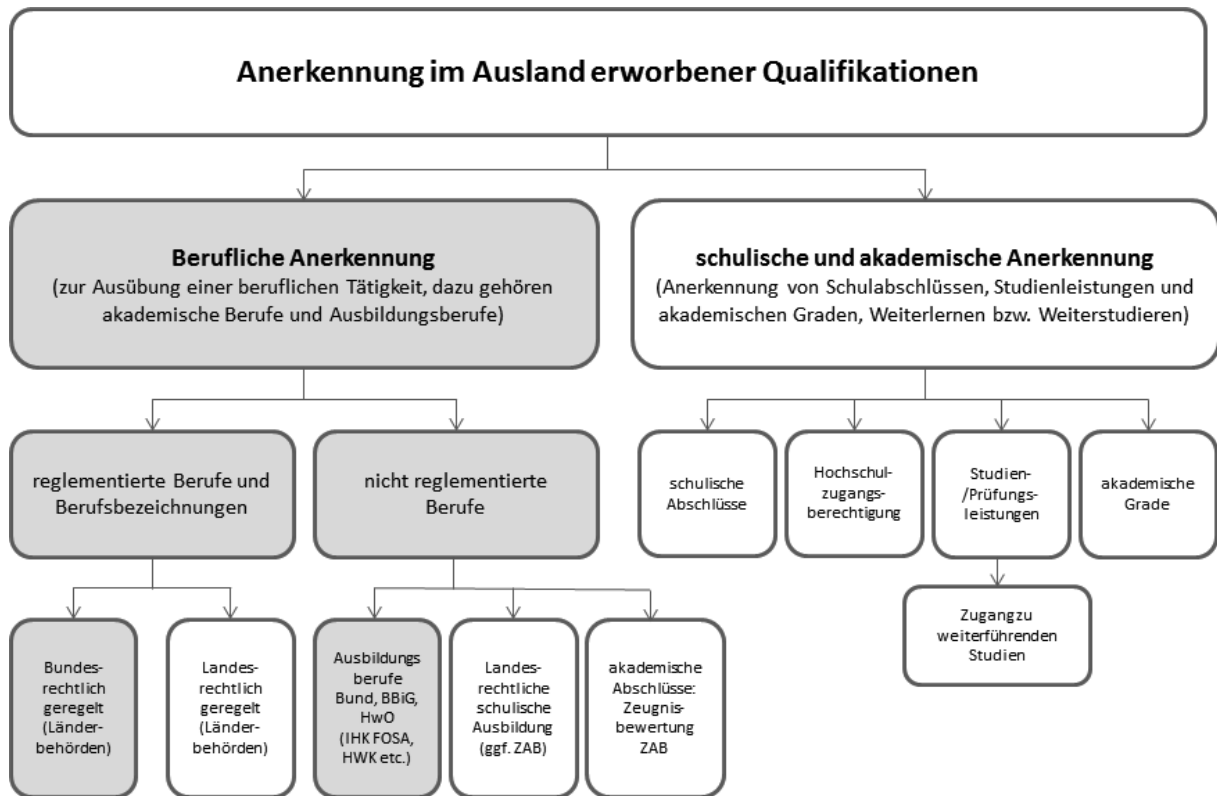 Anerkennung im Ausland erworbener Qualifikationen
Berufliche Anerkennung
(zur Ausübung einer beruflichen Tätigkeit, dazu gehören
akademische Berufe und Ausbildungsberufe)
schulische und akademische Anerkennung
(Anerkennung von Schulabschlüssen, Studienleistungen und
akademischen Graden, Weiterlernen bzw. Weiterstudieren)
reglementierte Berufe und
Berufsbezeichnungen
nicht reglementierte
Berufe
schulische
Abschlüsse
Hochschul-
zugangs-
berechtigung
Studien-
/Prüfungs-
leistungen
akademische
Grade
Bundes-
rechtlich
geregelt
(Länder-
behörden)
Landes-
rechtlich
geregelt
(Länder-
behörden)
Ausbildungs
berufe
Bund, BBiG,
HwO
(IHK FOSA,
HWK etc.)
Landes-
rechtliche
schulische
Ausbildung
(ggf. ZAB)
akademische
Abschlüsse:
Zeugnis-
bewertung
ZAB
Zugang zu
weiterführenden
Studien